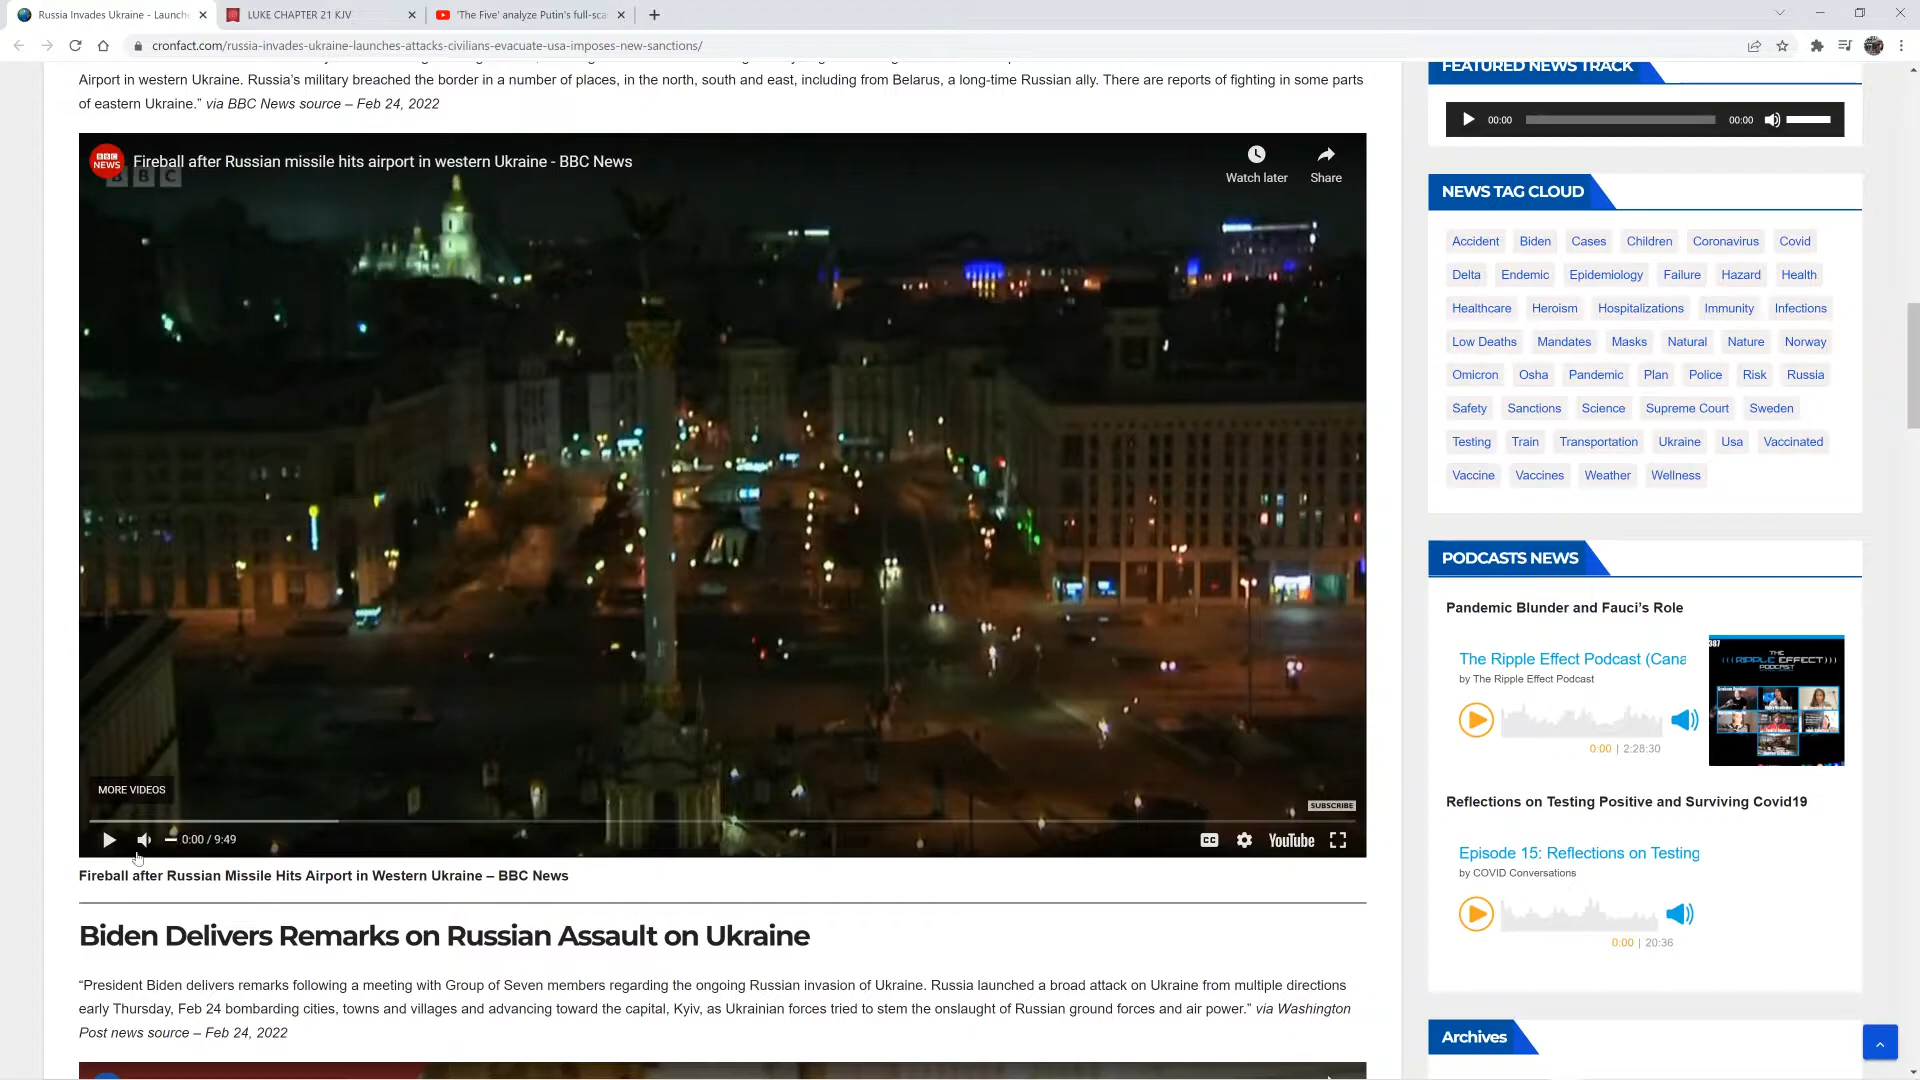 Russia Invades Ukraine - Launche
LUKE CHAPTER 21 KJV
'The Five' analyze Putin's full-sca
cronfact.com/russia-invades-ukraine-launches-attacks-civilians-evacuate-usa-imposes-new-sanctions/
Airport in western Ukraine. Russia’s military breached the border in a number of places, in the north, south and east, including from Belarus, a long-time Russian ally. There are reports of fighting in some parts
of eastern Ukraine.” via BBC News source – Feb 24, 2022
BBC NEWS
Fireball after Russian missile hits airport in western Ukraine - BBC News
BBC
Watch later
Share
MORE VIDEOS
SUBSCRIBE
0:00 / 9:49
CC
YouTube
Fireball after Russian Missile Hits Airport in Western Ukraine – BBC News
Biden Delivers Remarks on Russian Assault on Ukraine
“President Biden delivers remarks following a meeting with Group of Seven members regarding the ongoing Russian invasion of Ukraine. Russia launched a broad attack on Ukraine from multiple directions
early Thursday, Feb 24 bombarding cities, towns and villages and advancing toward the capital, Kyiv, as Ukrainian forces tried to stem the onslaught of Russian ground forces and air power.” via Washington
Post news source – Feb 24, 2022
FEATURED NEWS TRACK
00:00
00:00
NEWS TAG CLOUD
Accident Biden Cases Children Coronavirus Covid
Delta Endemic Epidemiology Failure Hazard Health
Healthcare Heroism Hospitalizations Immunity Infections
Low Deaths Mandates Masks Natural Nature Norway
Omicron Osha Pandemic Plan Police Risk Russia
Safety Sanctions Science Supreme Court Sweden
Testing Train Transportation Ukraine Usa Vaccinated
Vaccine Vaccines Weather Wellness
PODCASTS NEWS
Pandemic Blunder and Fauci’s Role
The Ripple Effect Podcast (Cana
by The Ripple Effect Podcast
0:00 | 2:28:30
387
THE
RIPPLE EFFECT
PODCAST
Reflections on Testing Positive and Surviving Covid19
Episode 15: Reflections on Testing
by COVID Conversations
0:00 | 20:36
Archives